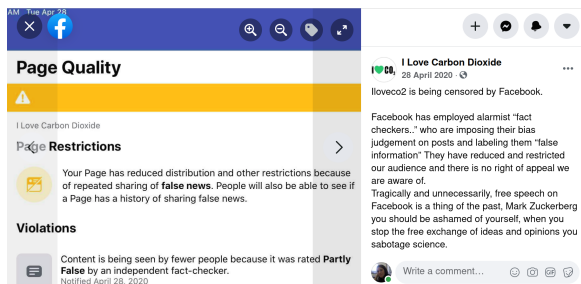 AM Tue Apr 28
Page Quality
I Love Carbon Dioxide
Page Restrictions
Your Page has reduced distribution and other restrictions because
of repeated sharing of false news. People will also be able to see if
a Page has a history of sharing false news.
Violations
Content is being seen by fewer people because it was rated Partly
False by an independent fact-checker.
Notified April 28, 2020
I CO₂
I Love Carbon Dioxide
28 April 2020 ·
Iloveco2 is being censored by Facebook.
Facebook has employed alarmist “fact
checkers..” who are imposing their bias
judgement on posts and labeling them “false
information” They have reduced and restricted
our audience and there is no right of appeal we
are aware of.
Tragically and unnecessarily, free speech on
Facebook is a thing of the past, Mark Zuckerberg
you should be ashamed of yourself, when you
stop the free exchange of ideas and opinions you
sabotage science.
Write a comment…
GIF